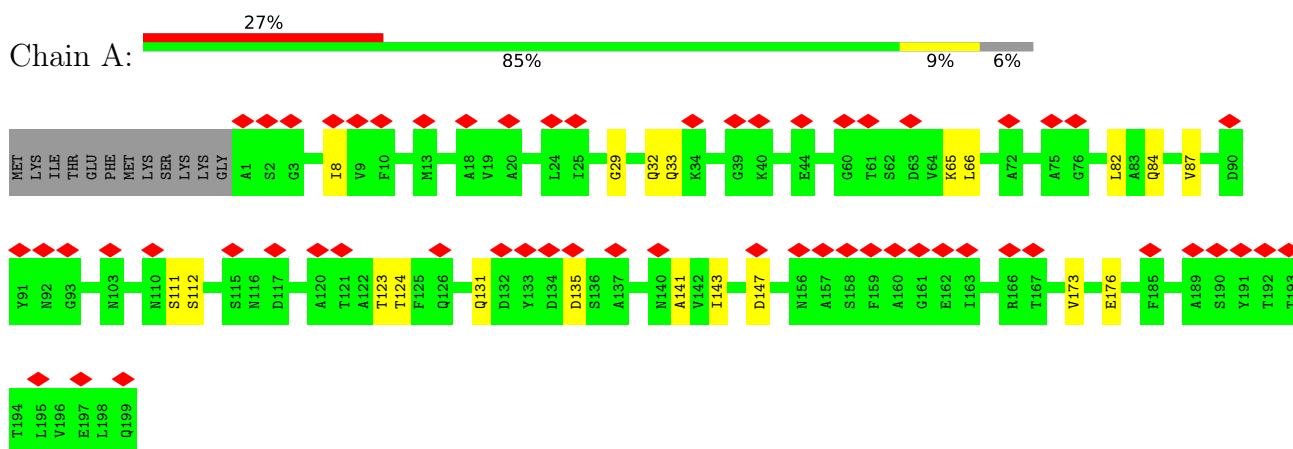 27%
Chain A:
85% 9% 6%
MET LYS ILE THR GLU PHE MET LYS SER LYS LYS GLY A1 S2 G3 I8 V9 F10 M13 A18 V19 A20 L24 I25 G29 Q32 Q33 K34 G39 K40 E44 G60 T61 S62 D63 V64 K65 L66 A72 A75 G76 L82 A83 Q84 V87 D90
Y91 N92 G93 N103 N110 S111 S112 S115 N116 D117 A120 T121 A122 T123 T124 F125 Q126 Q131 D132 Y133 D134 D135 S136 A137 N140 A141 V142 I143 D147 N156 A157 S158 F159 A160 G161 E162 I163 R166 T167 V173 E176 F185 A189 S190 Y191 T192 T193
T194 L195 V196 E197 L198 Q199